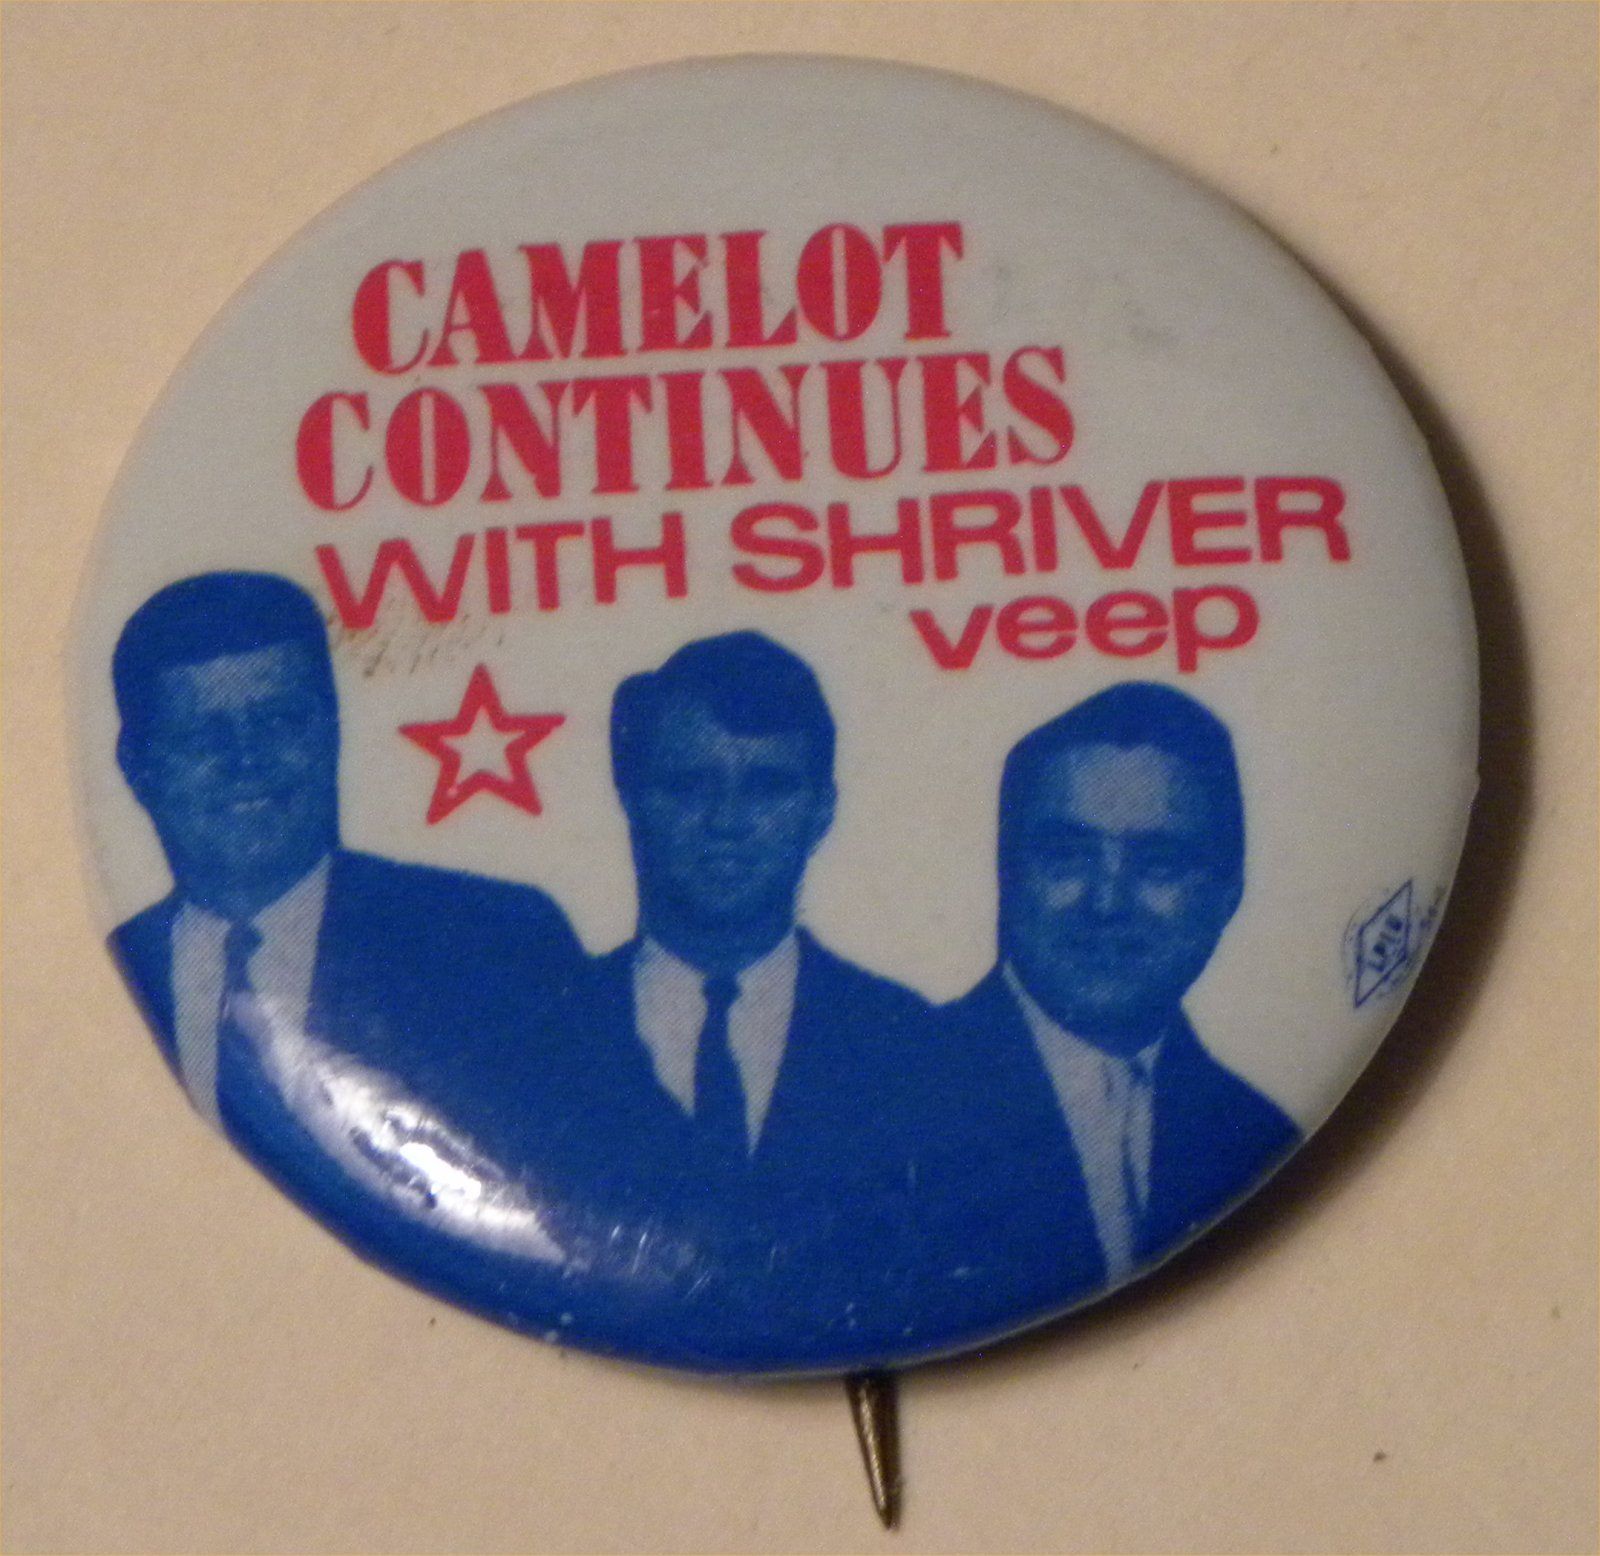 CAMELOT
CONTINUES
WITH SHRIVER
veep